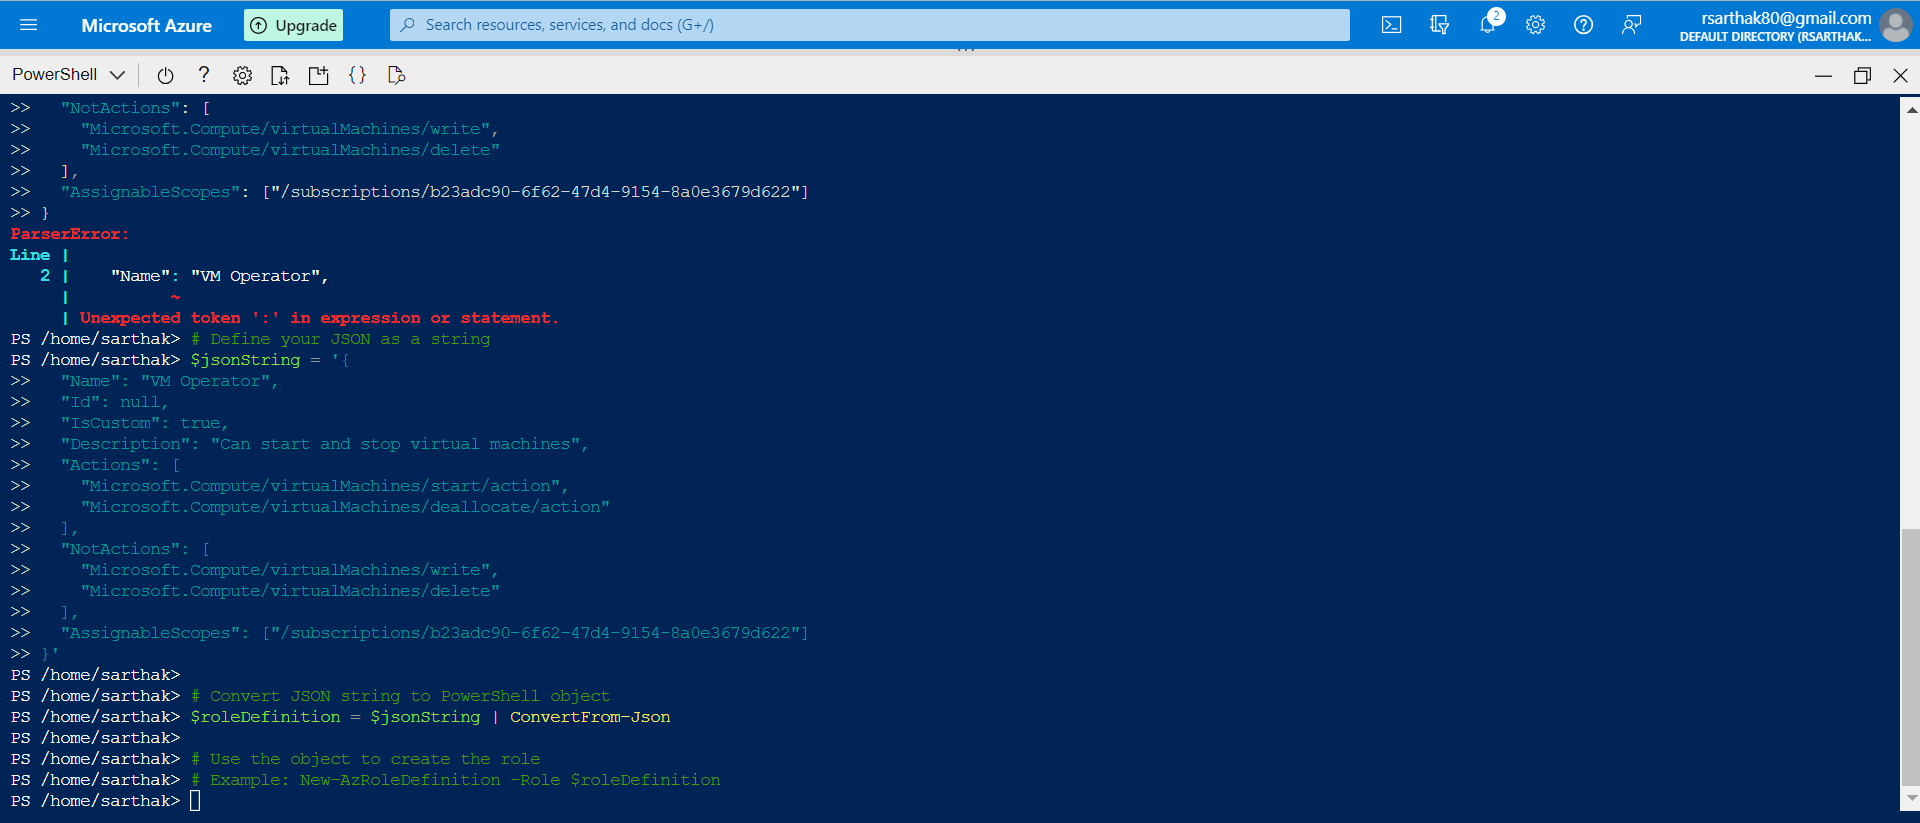 Microsoft Azure
Upgrade
Search resources, services, and docs (G+/)
2
rsarthak80@gmail.com
DEFAULT DIRECTORY (RSARTHAK...
PowerShell
>>   "NotActions": [
>>     "Microsoft.Compute/virtualMachines/write",
>>     "Microsoft.Compute/virtualMachines/delete"
>>   ],
>>   "AssignableScopes": ["/subscriptions/b23adc90-6f62-47d4-9154-8a0e3679d622"]
>> }
ParserError:
Line |
   2 |    "Name": "VM Operator",
     |          ~
     | Unexpected token ':' in expression or statement.
PS /home/sarthak> # Define your JSON as a string
PS /home/sarthak> $jsonString = '{
>>   "Name": "VM Operator",
>>   "Id": null,
>>   "IsCustom": true,
>>   "Description": "Can start and stop virtual machines",
>>   "Actions": [
>>     "Microsoft.Compute/virtualMachines/start/action",
>>     "Microsoft.Compute/virtualMachines/deallocate/action"
>>   ],
>>   "NotActions": [
>>     "Microsoft.Compute/virtualMachines/write",
>>     "Microsoft.Compute/virtualMachines/delete"
>>   ],
>>   "AssignableScopes": ["/subscriptions/b23adc90-6f62-47d4-9154-8a0e3679d622"]
>> }'
PS /home/sarthak>
PS /home/sarthak> # Convert JSON string to PowerShell object
PS /home/sarthak> $roleDefinition = $jsonString | ConvertFrom-Json
PS /home/sarthak>
PS /home/sarthak> # Use the object to create the role
PS /home/sarthak> # Example: New-AzRoleDefinition -Role $roleDefinition
PS /home/sarthak>